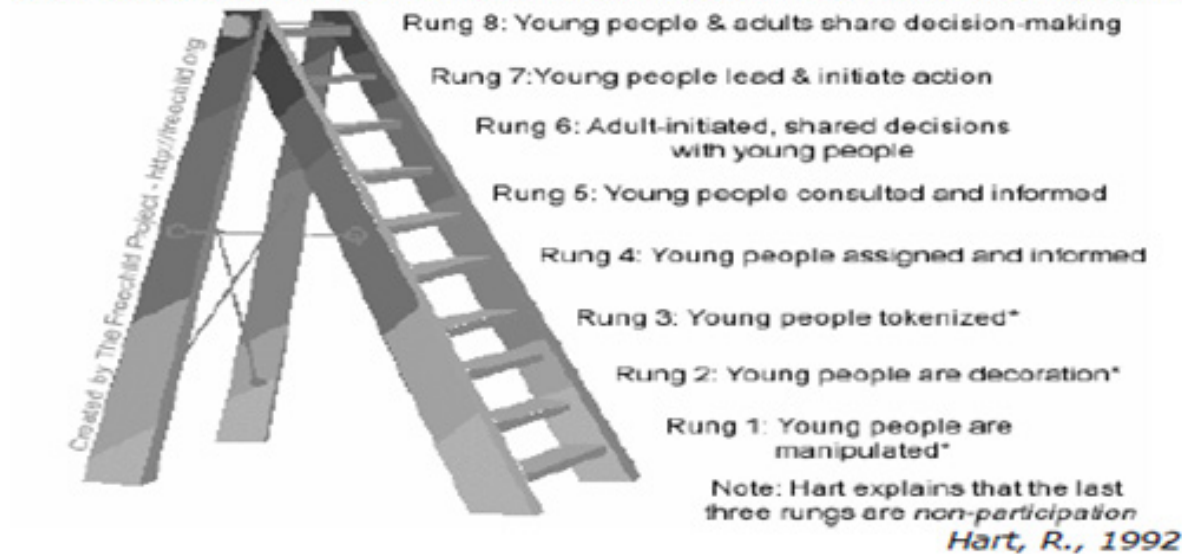 Rung 8: Young people & adults share decision-making
Rung 7:Young people lead & initiate action
Rung 6: Adult-initiated, shared decisions
with young people
Rung 5: Young people consulted and informed
Rung 4: Young people assigned and informed
Rung 3: Young people tokenized*
Rung 2: Young people are decoration*
Rung 1: Young people are
manipulated*
Note: Hart explains that the last
three rungs are non-participation
Hart, R., 1992
Created by The Freechild Project - http://freechild.org